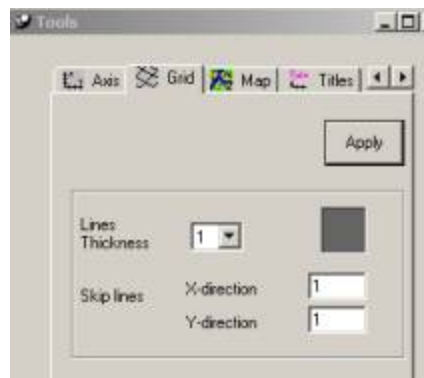 Tools
Axis Grid Map Titles
Apply
Lines
Thickness
1
Skip lines
X-direction
1
Y-direction
1